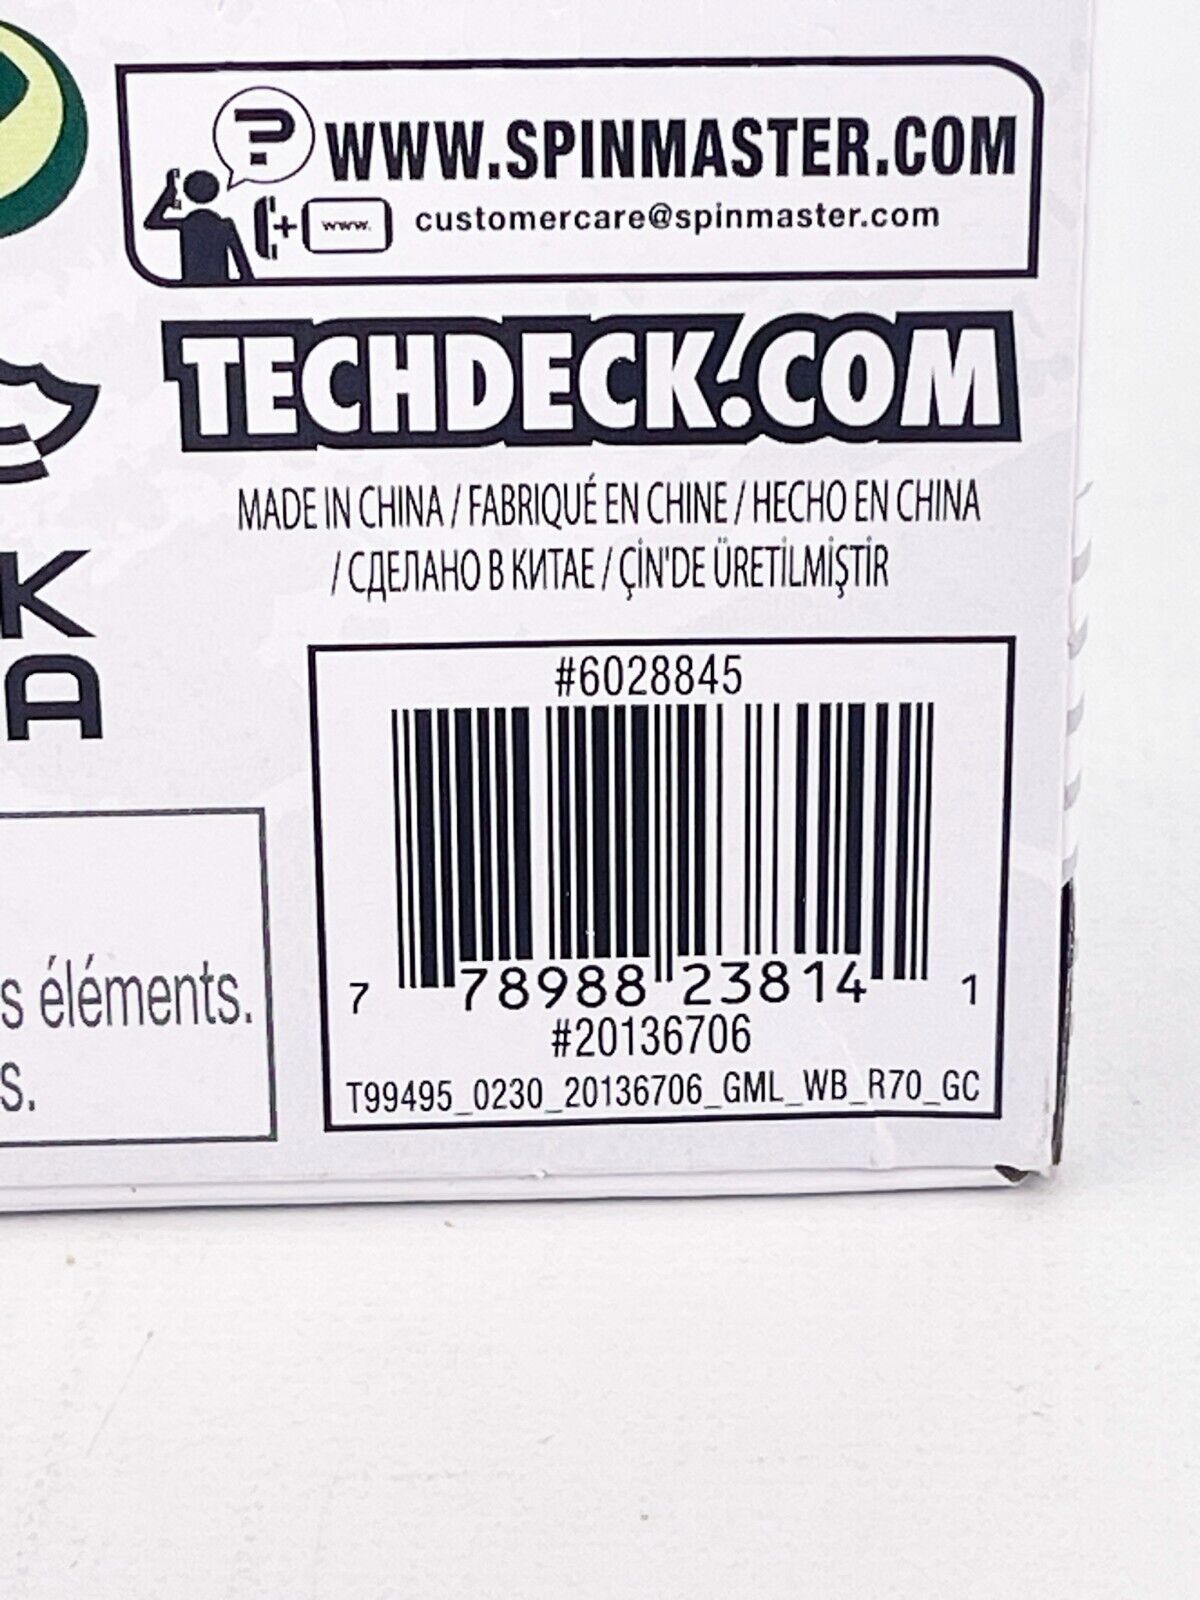 ?
WWW.SPINMASTER.COM
+ www. customercare@spinmaster.com
TECHDECK.COM
MADE IN CHINA / FABRIQUÉ EN CHINE / HECHO EN CHINA
/ СДЕЛАНО В КИТАЕ / ÇİN'DE ÜRETİLMİŞTİR
K
A
#6028845
7 78988 23814 1
#20136706
T99495_0230_20136706_GML_WB_R70_GC
s éléments.
s.